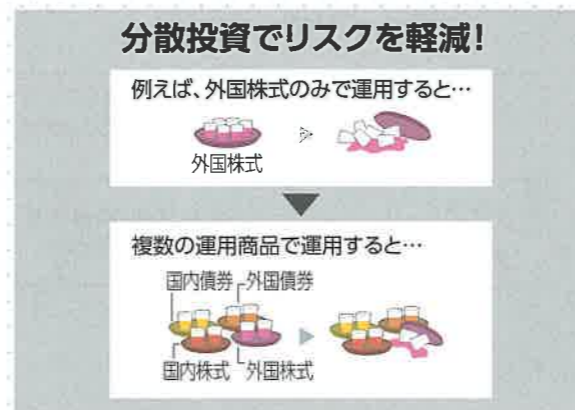 分散投資でリスクを軽減!
例えば、外国株式のみで運用すると…
外国株式
複数の運用商品で運用すると…
国内債券 外国債券
国内株式 外国株式